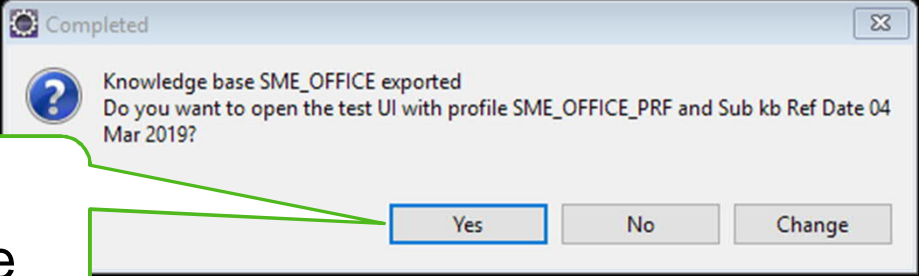 Completed
Knowledge base SME_OFFICE exported
Do you want to open the test UI with profile SME_OFFICE_PRF and Sub kb Ref Date 04
Mar 2019?
Yes No Change
e